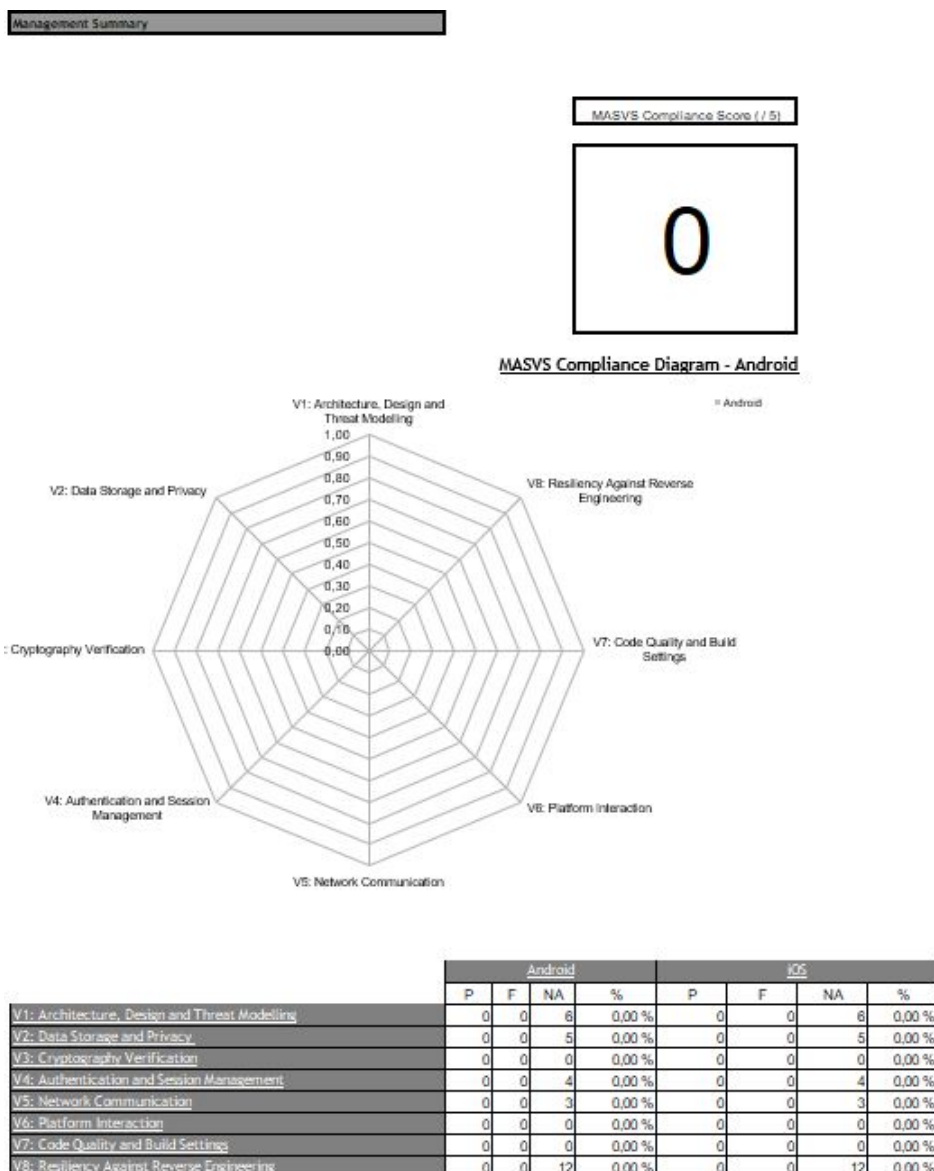 Management Summary
MASVS Compliance Score ( / 5)
0
MASVS Compliance Diagram - Android
Android
V1: Architecture, Design and
Threat Modelling
1,00
0,90
0,80
0,70
0,60
0,50
0,40
0,30
0,20
0,10
0,00
V8: Resiliency Against Reverse
Engineering
V2: Data Storage and Privacy
V7: Code Quality and Build
Settings
: Cryptography Verification
V6: Platform Interaction
V4: Authentication and Session
Management
V5: Network Communication
Android iOS
P F NA % P F NA %
V1: Architecture, Design and Threat Modelling 0 0 6 0,00 % 0 0 6 0,00 %
V2: Data Storage and Privacy 0 0 5 0,00 % 0 0 5 0,00 %
V3: Cryptography Verification 0 0 0 0,00 % 0 0 0 0,00 %
V4: Authentication and Session Management 0 0 4 0,00 % 0 0 4 0,00 %
V5: Network Communication 0 0 3 0,00 % 0 0 3 0,00 %
V6: Platform Interaction 0 0 0 0,00 % 0 0 0 0,00 %
V7: Code Quality and Build Settings 0 0 0 0,00 % 0 0 0 0,00 %
V8: Resiliency Against Reverse Engineering 0 0 12 0,00 % 0 0 12 0,00 %